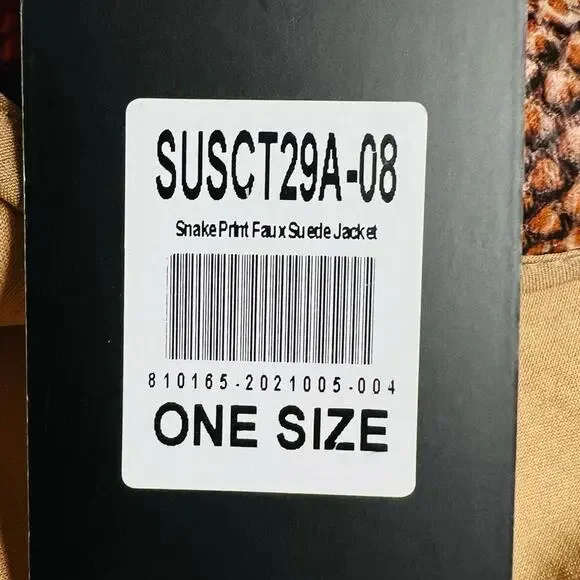 SUSCT29A-08
Snake Print Faux Suede Jacket
810165-2021005-004
ONE SIZE